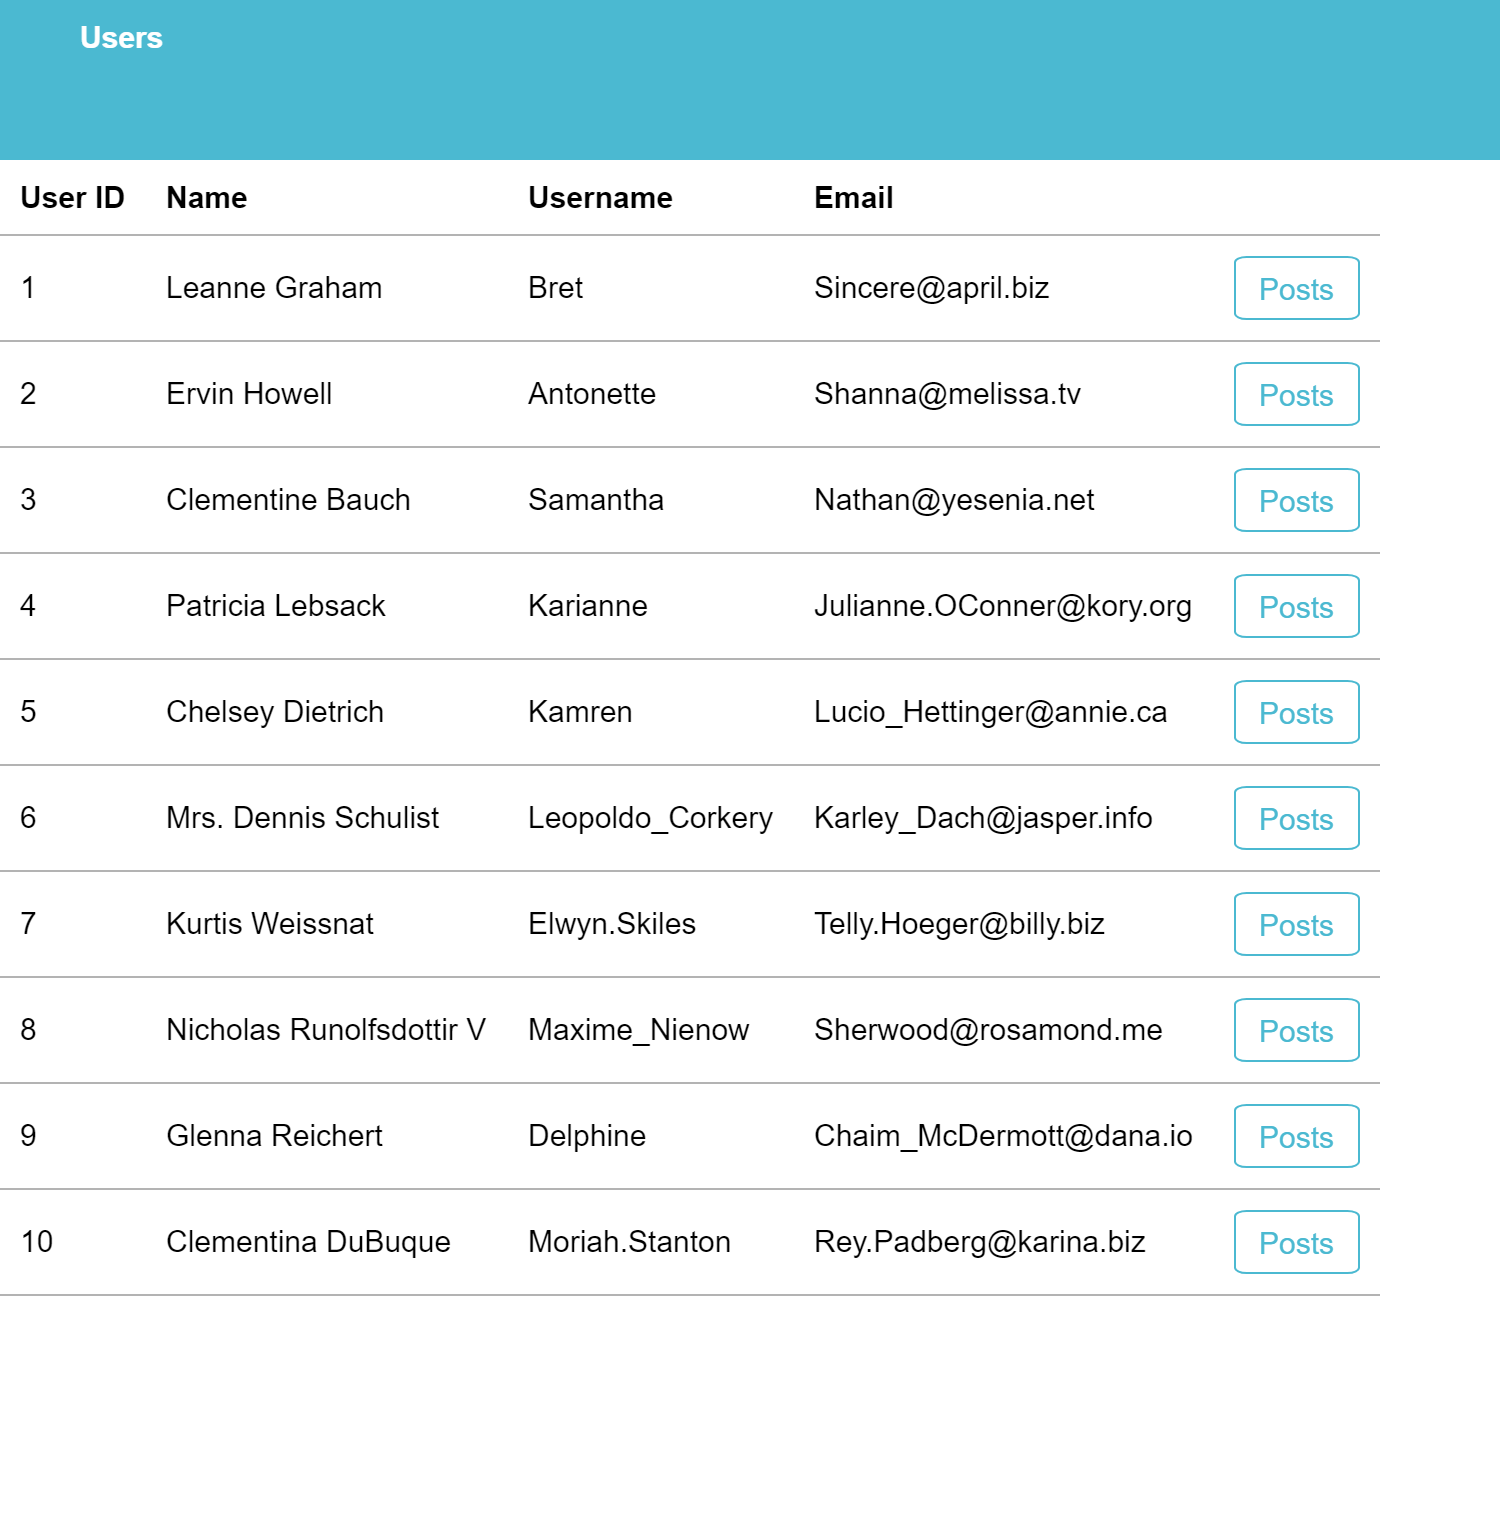 Users
User ID Name Username Email
1 Leanne Graham Bret Sincere@april.biz Posts
2 Ervin Howell Antonette Shanna@melissa.tv Posts
3 Clementine Bauch Samantha Nathan@yesenia.net Posts
4 Patricia Lebsack Karianne Julianne.OConner@kory.org Posts
5 Chelsey Dietrich Kamren Lucio_Hettinger@annie.ca Posts
6 Mrs. Dennis Schulist Leopoldo_Corkery Karley_Dach@jasper.info Posts
7 Kurtis Weissnat Elwyn.Skiles Telly.Hoeger@billy.biz Posts
8 Nicholas Runolfsdottir V Maxime_Nienow Sherwood@rosamond.me Posts
9 Glenna Reichert Delphine Chaim_McDermott@dana.io Posts
10 Clementina DuBuque Moriah.Stanton Rey.Padberg@karina.biz Posts